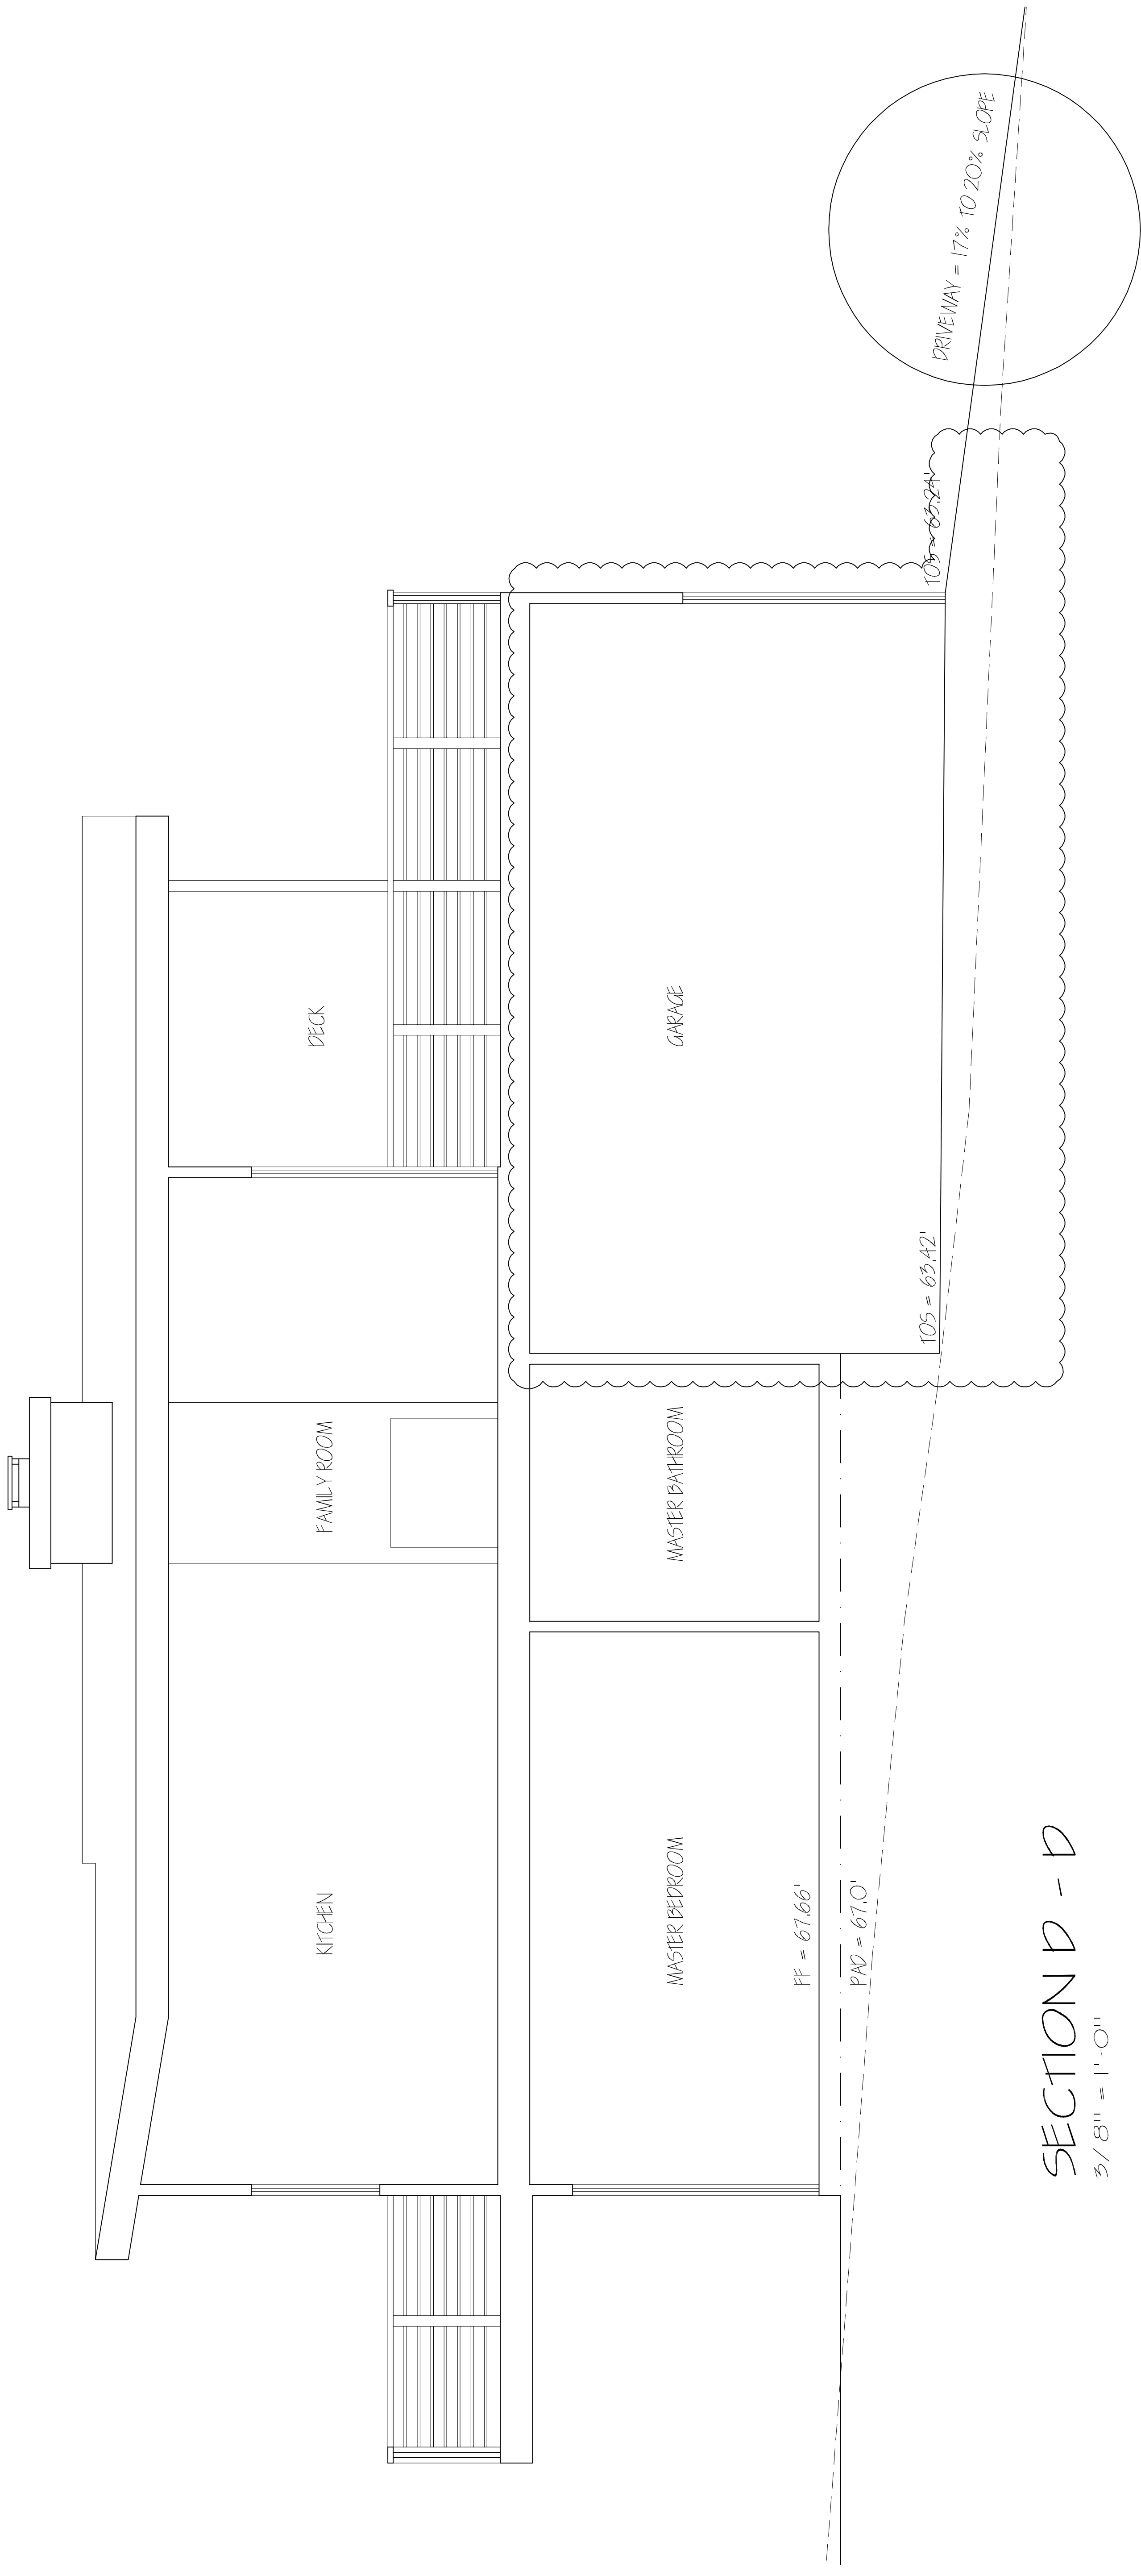 KITCHEN
FAMILY ROOM
DECK
MASTER BEDROOM
MASTER BATHROOM
GARAGE
FF = 67.66'
PAD = 67.0'
TOS = 63.42'
TOS = 63.24'
DRIVEWAY = 17% TO 20% SLOPE
SECTION D - D
3/8" = 1'-0"